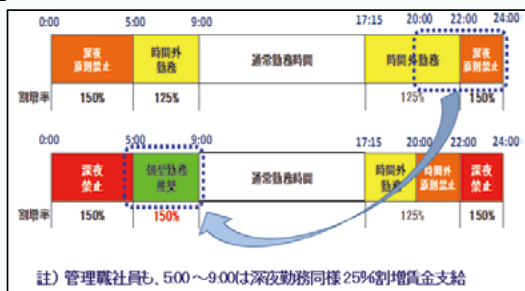 0:00 5:00 9:00 17:15 20:00 22:00 24:00
深夜 時間外 通常勤務時間 時間外勤務 深夜
原則禁止 勤務 原則禁止
割増率 150% 125% 125% 150%
0:00 5:00 9:00 17:15 20:00 22:00 24:00
深夜 朝型勤務 通常勤務時間 時間外 時間外 深夜
禁止 推奨 勤務 原則禁止 禁止
割増率 150% 150% 125% 150%
註）管理職社員も、5:00～9:00は深夜勤務同様25%割増賃金支給